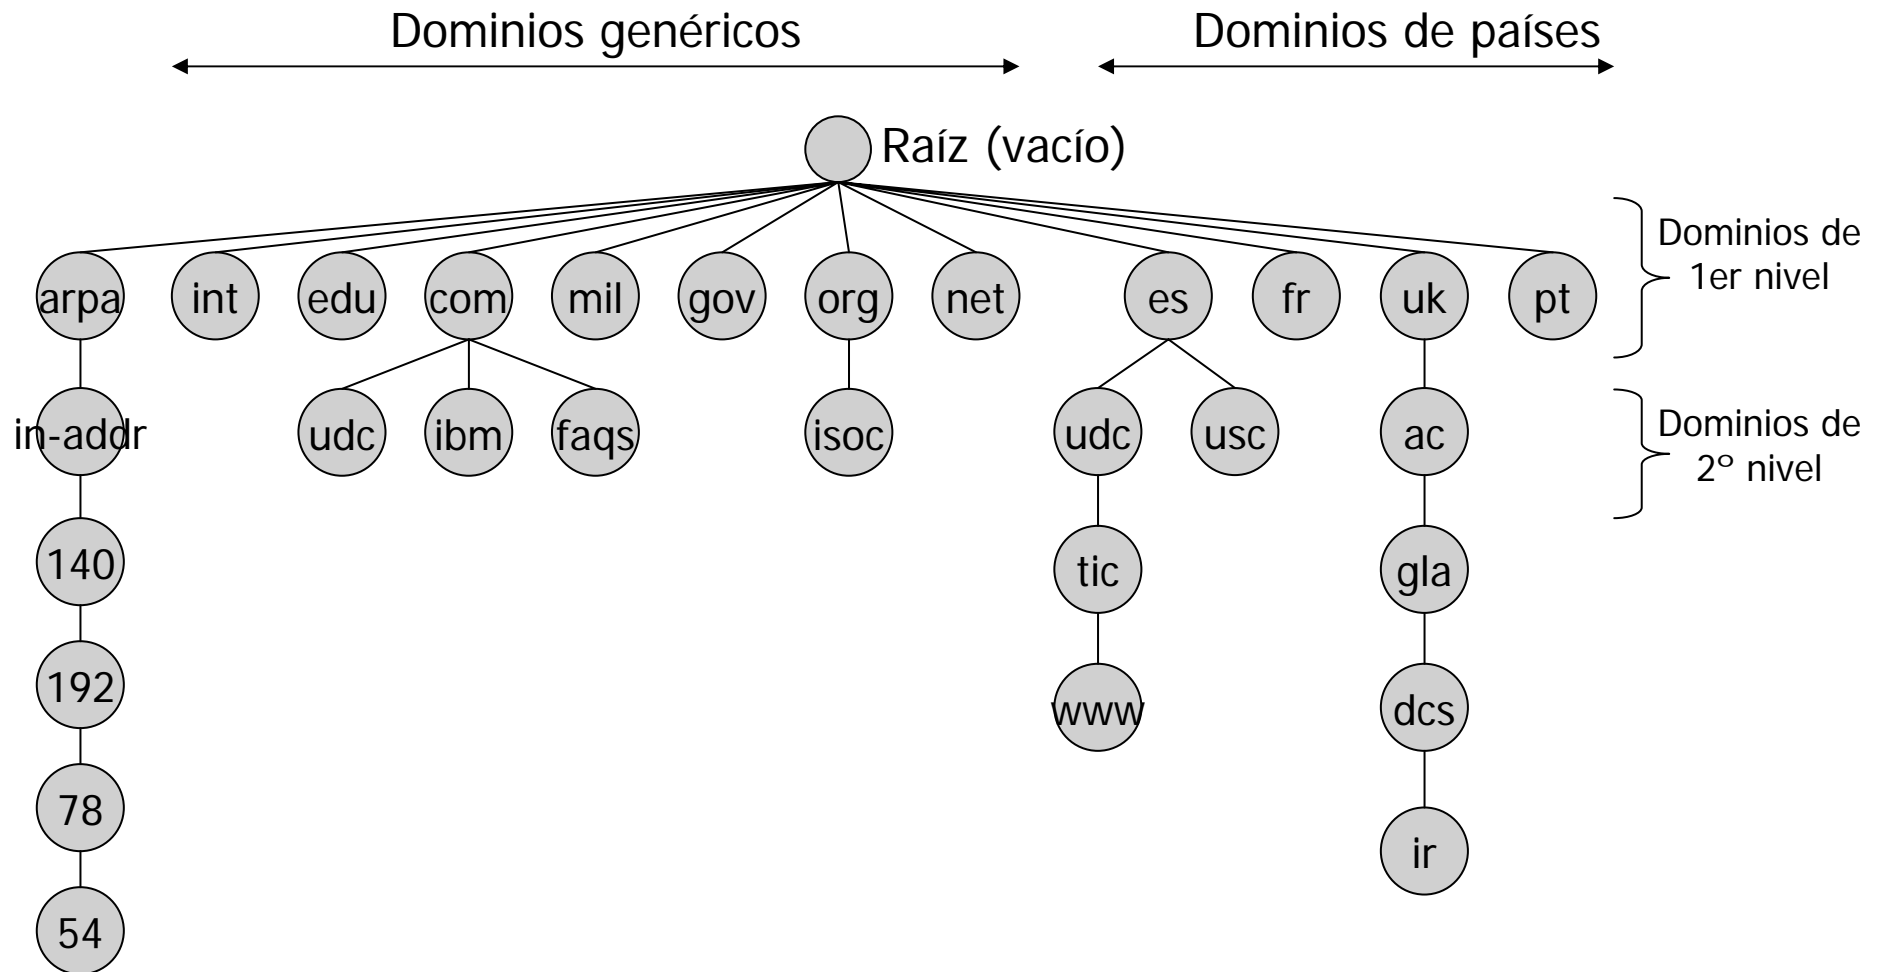 Dominios genéricos
Dominios de países
Raíz (vacío)
Dominios de
1er nivel
arpa int edu com mil gov org net es fr uk pt
Dominios de
2º nivel
in-addr udc ibm faqs isoc udc usc ac
140 tic gla
192 www dcs
78 ir
54